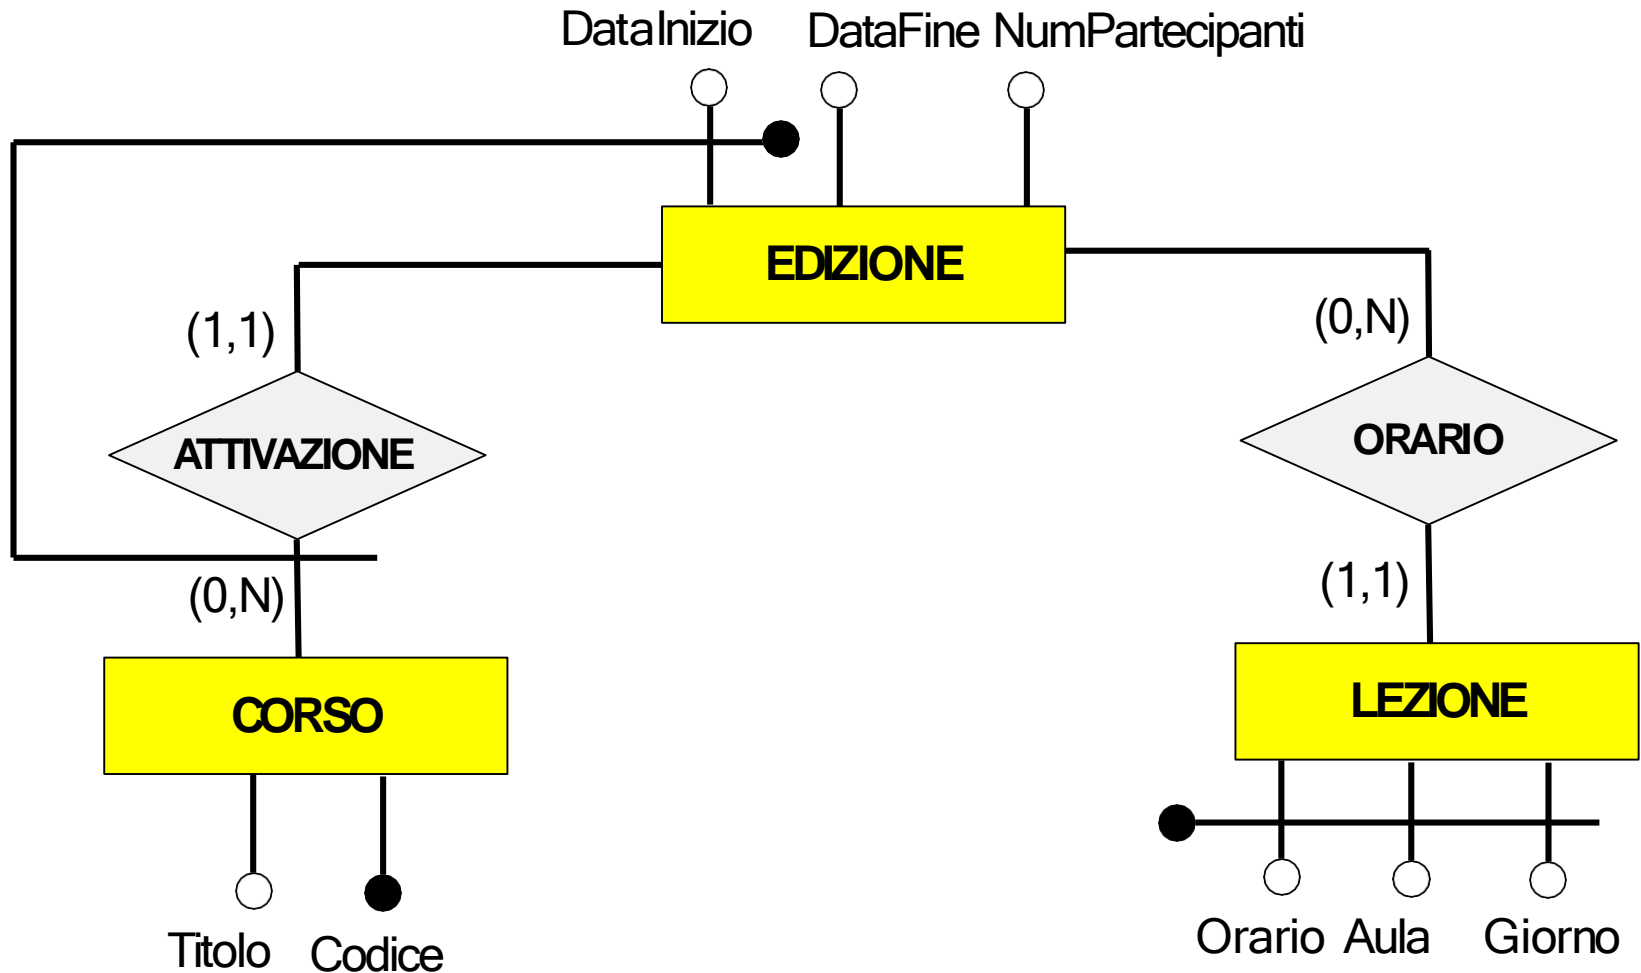 DataInizio DataFine NumPartecipanti
EDIZIONE
(1,1) (0,N)
ATTIVAZIONE ORARIO
(0,N) (1,1)
CORSO LEZIONE
Titolo Codice Orario Aula Giorno